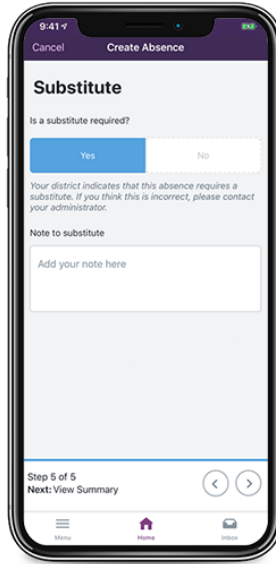 9:41
Cancel Create Absence
Substitute
Is a substitute required?
Yes No
Your district indicates that this absence requires a
substitute. If you think this is incorrect, please contact
your administrator.
Note to substitute
Add your note here
Step 5 of 5
Next: View Summary
Menu Home Inbox